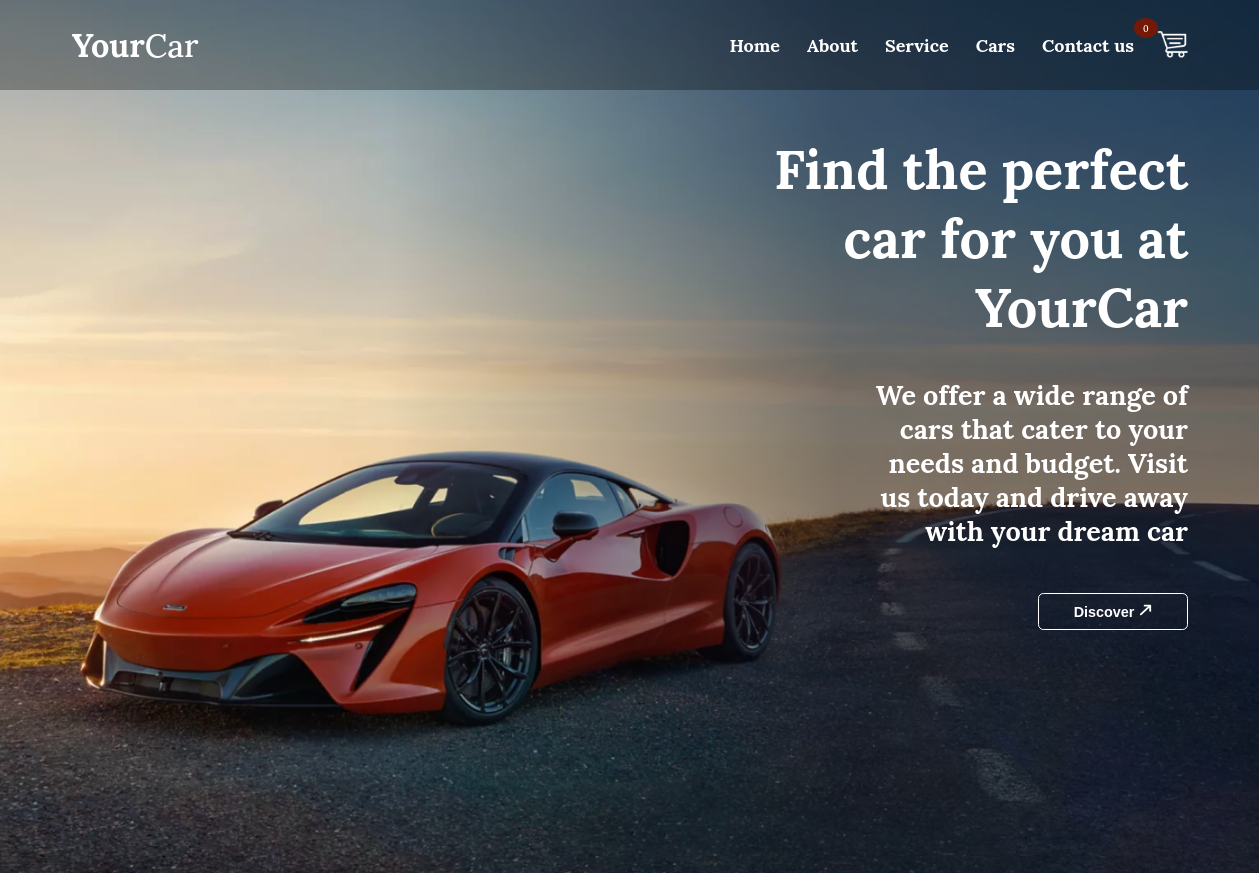 YourCar
Home About Service Cars Contact us 0
Find the perfect
car for you at
YourCar
We offer a wide range of
cars that cater to your
needs and budget. Visit
us today and drive away
with your dream car
Discover